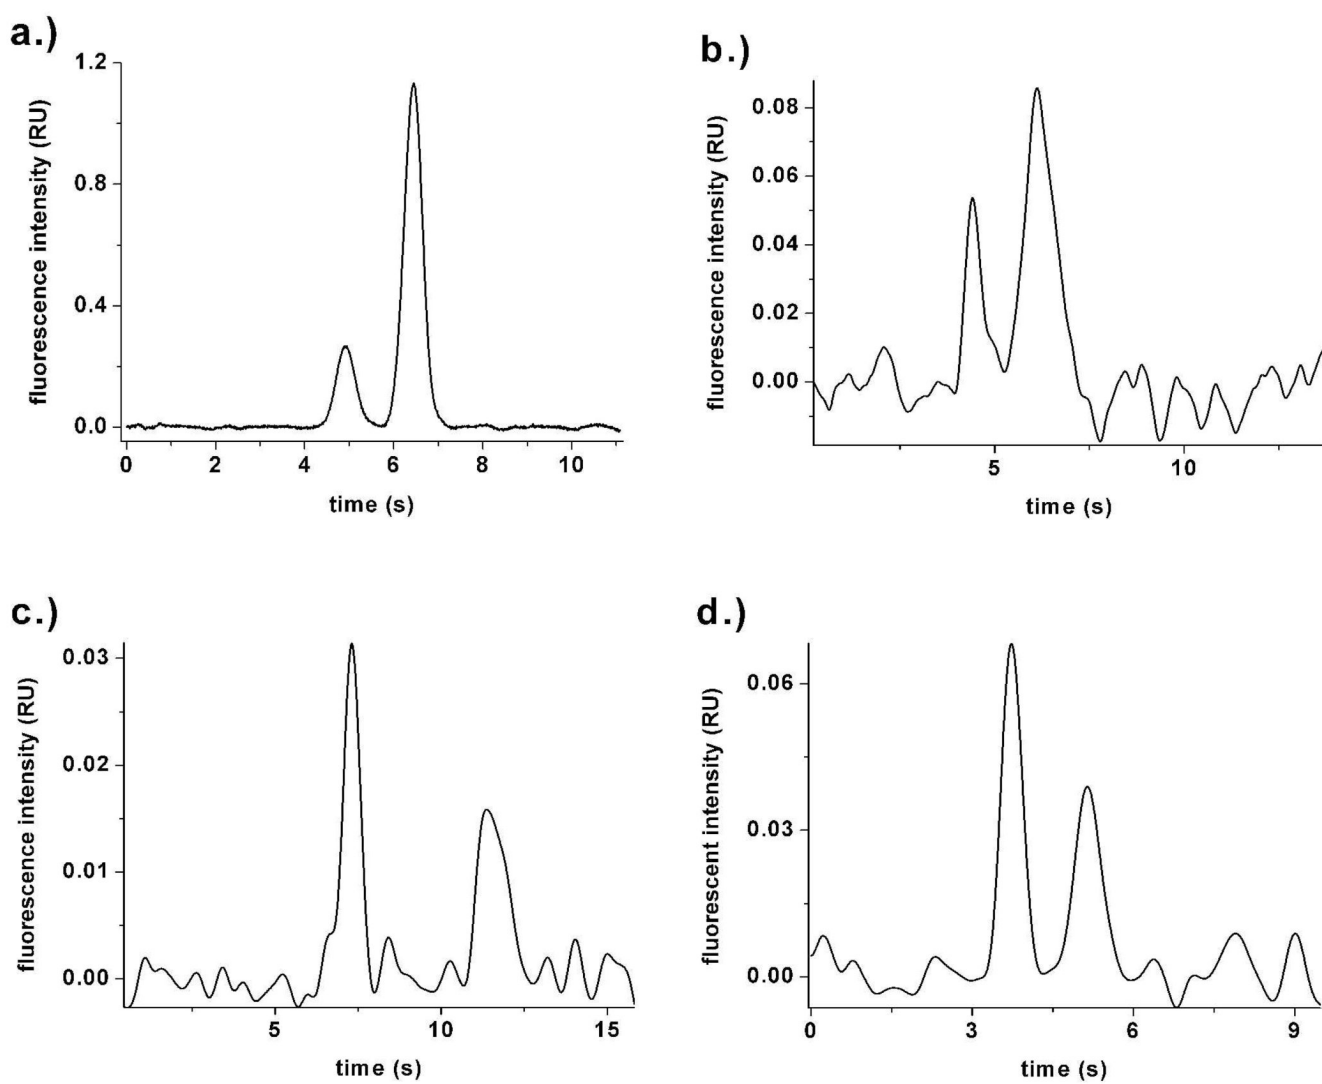 a.)
1.2
0.8
0.4
0.0
fluorescence intensity (RU)
0 2 4 6 8 10
time (s)
b.)
0.08
0.06
0.04
0.02
0.00
fluorescence intensity (RU)
5 10
time (s)
c.)
0.03
0.02
0.01
0.00
fluorescence intensity (RU)
5 10 15
time (s)
d.)
0.06
0.03
0.00
fluorescent intensity (RU)
0 3 6 9
time (s)